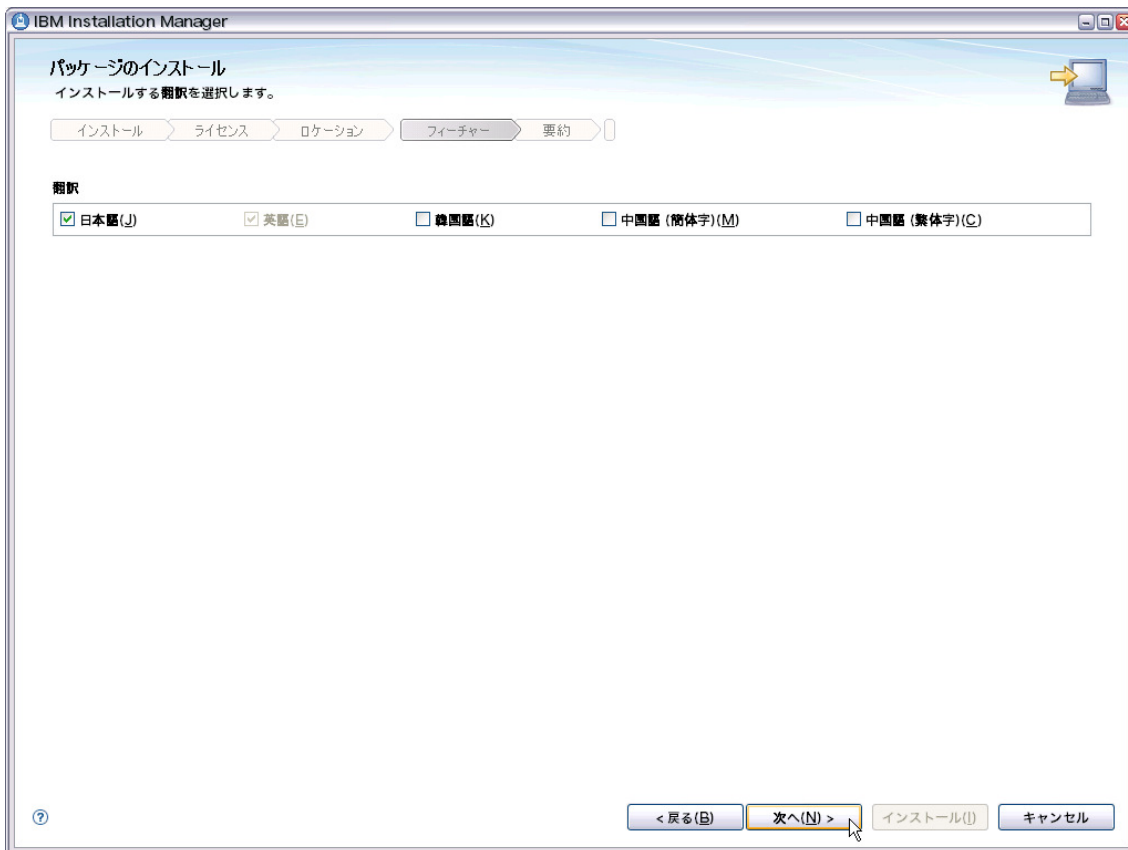 IBM Installation Manager
パッケージのインストール
インストールする翻訳を選択します。
インストール ライセンス ロケーション フィーチャー 要約
翻訳
日本語(J) 英語(E) 韓国語(K) 中国語 (簡体字)(M) 中国語 (繁体字)(C)
? < 戻る(B) 次へ(N) > インストール(I) キャンセル